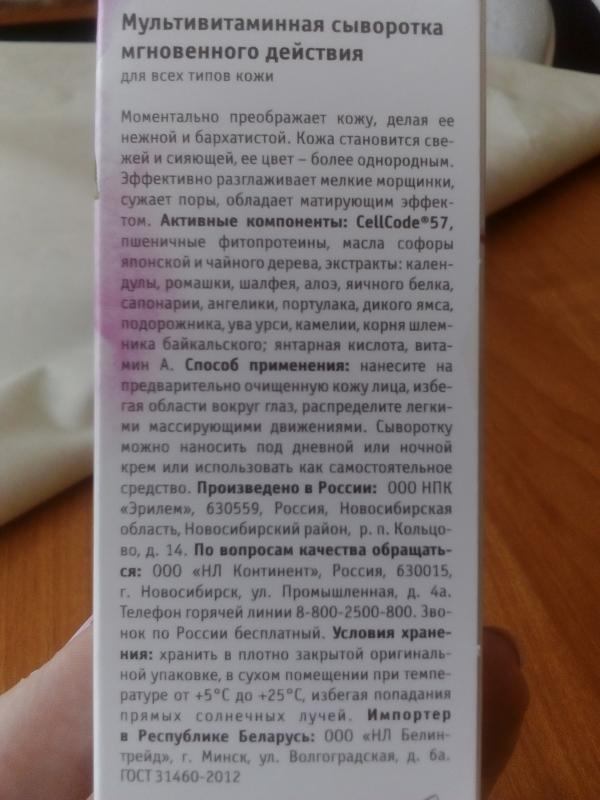 Мультивитаминная сыворотка
мгновенного действия
для всех типов кожи
Моментально преображает кожу, делая ее
нежной и бархатистой. Кожа становится све-
жей и сияющей, ее цвет – более однородным.
Эффективно разглаживает мелкие морщинки,
сужает поры, обладает матирующим эффек-
том. Активные компоненты: CellCode®57,
пшеничные фитопротеины, масла софоры
японской и чайного дерева, экстракты: кален-
дулы, ромашки, шалфея, алоэ, яичного белка,
сапонарии, ангелики, портулака, дикого ямса,
подорожника, ува урси, камелии, корня шлем-
ника байкальского; янтарная кислота, вита-
мин А. Способ применения: нанесите на
предварительно очищенную кожу лица, избе-
гая области вокруг глаз, распределите легки-
ми массирующими движениями. Сыворотку
можно наносить под дневной или ночной
крем или использовать как самостоятельное
средство. Произведено в России: ООО НПК
«Эрилем», 630559, Россия, Новосибирская
область, Новосибирский район, р. п. Кольцо-
во, д. 14. По вопросам качества обращать-
ся: ООО «НЛ Континент», Россия, 630015,
г. Новосибирск, ул. Промышленная, д. 4а.
Телефон горячей линии 8-800-2500-800. Зво-
нок по России бесплатный. Условия хране-
ния: хранить в плотно закрытой оригиналь-
ной упаковке, в сухом помещении при темпе-
ратуре от +5°С до +25°С, избегая попадания
прямых солнечных лучей. Импортер
в Республике Беларусь: ООО «НЛ Белин-
трейд», г. Минск, ул. Волгоградская, д. 6а.
ГОСТ 31460-2012